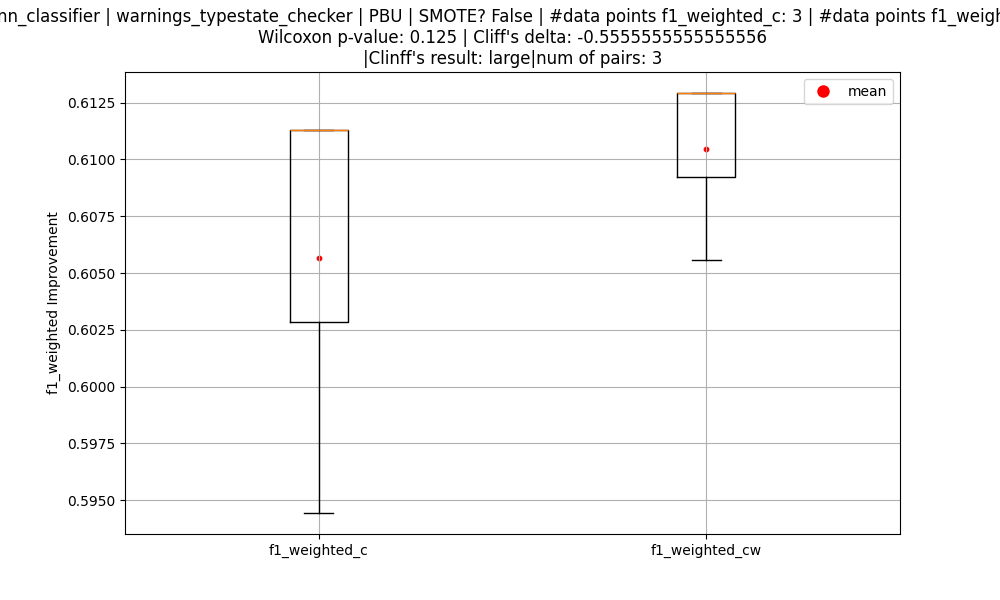 | warnings_typestate_checker | PBU | SMOTE? False | #data points f1_weighted_c: 3 | #data points
Wilcoxon p-value: 0.125 | Cliff's delta: -0.5555555555555556
|Clinff's result: large|num of pairs: 3
mean
0.6125
0.6100
0.6075
0.6050
0.6025
0.6000
0.5975
0.5950
f1_weighted Improvement
f1_weighted_c
f1_weighted_cw